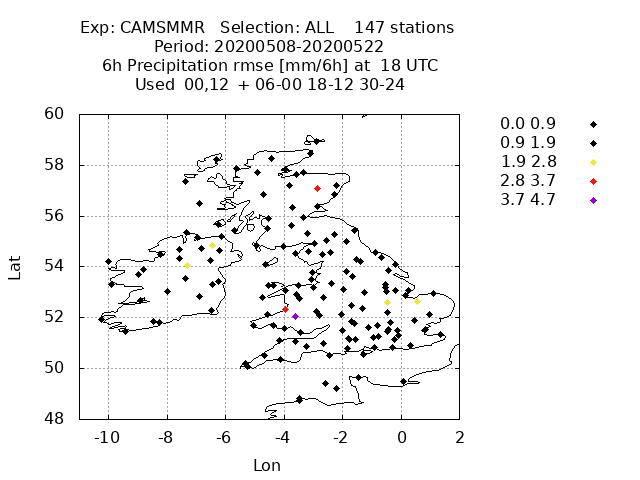 Exp: CAMSMMR   Selection: ALL    147 stations
Period: 20200508-20200522
6h Precipitation rmse [mm/6h] at  18 UTC
Used  00,12  + 06-00 18-12 30-24
0.0 0.9
0.9 1.9
1.9 2.8
2.8 3.7
3.7 4.7
60
58
56
54
52
50
48
Lat
-10 -8 -6 -4 -2 0 2
Lon